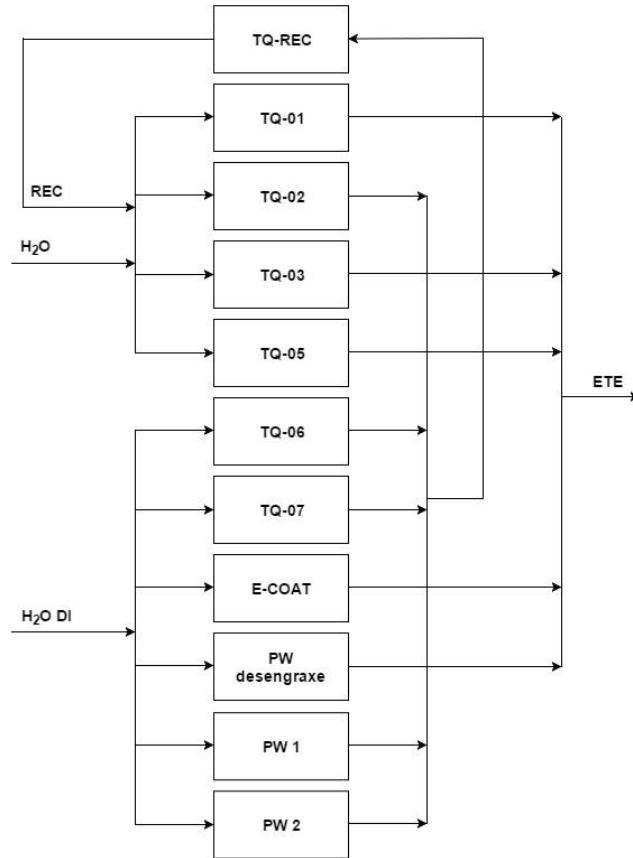 TQ-REC
TQ-01
REC
TQ-02
H₂O
TQ-03
TQ-05
ETE
TQ-06
TQ-07
E-COAT
H₂O DI
PW
desengraxe
PW 1
PW 2